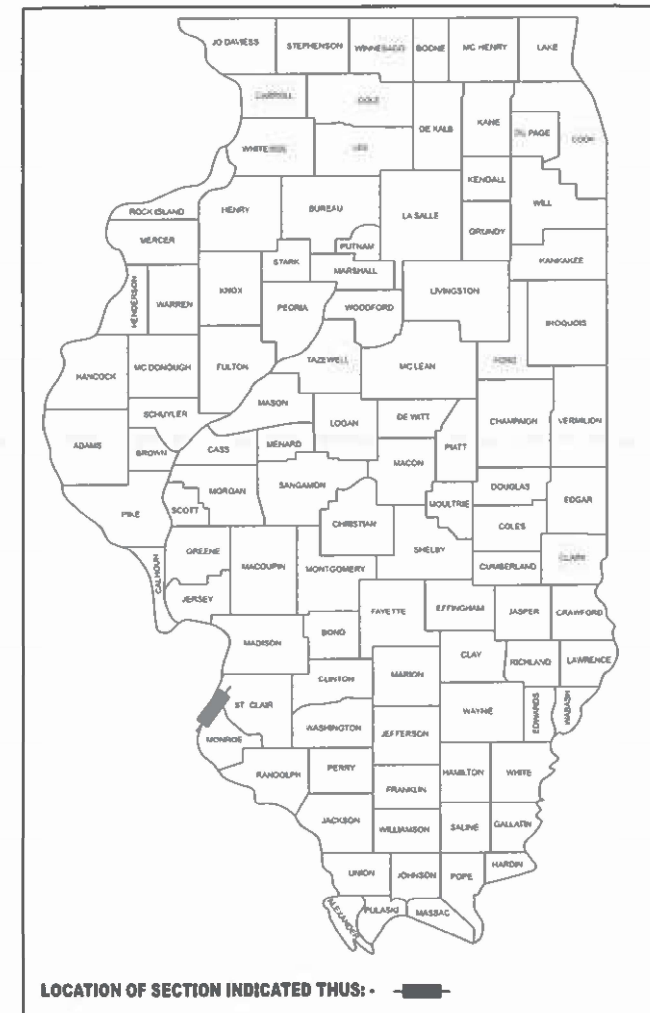 JO DAVIESS STEPHENSON WINNEBAGO BOONE MC HENRY LAKE
CARROLL OGLE DE KALB KANE DU PAGE COOK
WHITESIDE LEE
KENDALL
ROCK ISLAND HENRY BUREAU LA SALLE WILL
MERCER PUTNAM GRUNDY
STARK MARSHALL KANKAKEE
HENDERSON WARREN KNOX PEORIA WOODFORD LIVINGSTON IROQUOIS
HANCOCK MC DONOUGH FULTON TAZEWELL MC LEAN FORD
MASON
SCHUYLER LOGAN DE WITT CHAMPAIGN VERMILION
ADAMS BROWN CASS MENARD PIATT
MACON
PIKE SCOTT MORGAN SANGAMON MOULTRIE DOUGLAS EDGAR
CHRISTIAN COLES
CALHOUN GREENE MACOUPIN MONTGOMERY SHELBY CUMBERLAND CLARK
JERSEY FAYETTE EFFINGHAM JASPER CRAWFORD
MADISON BOND
CLAY RICHLAND LAWRENCE
CLINTON MARION
ST. CLAIR WAYNE EDWARDS WABASH
MONROE WASHINGTON JEFFERSON
RANDOLPH PERRY HAMILTON WHITE
FRANKLIN
JACKSON WILLIAMSON SALINE GALLATIN
UNION JOHNSON POPE HARDIN
ALEXANDER PULASKI MASSAC
LOCATION OF SECTION INDICATED THUS: -